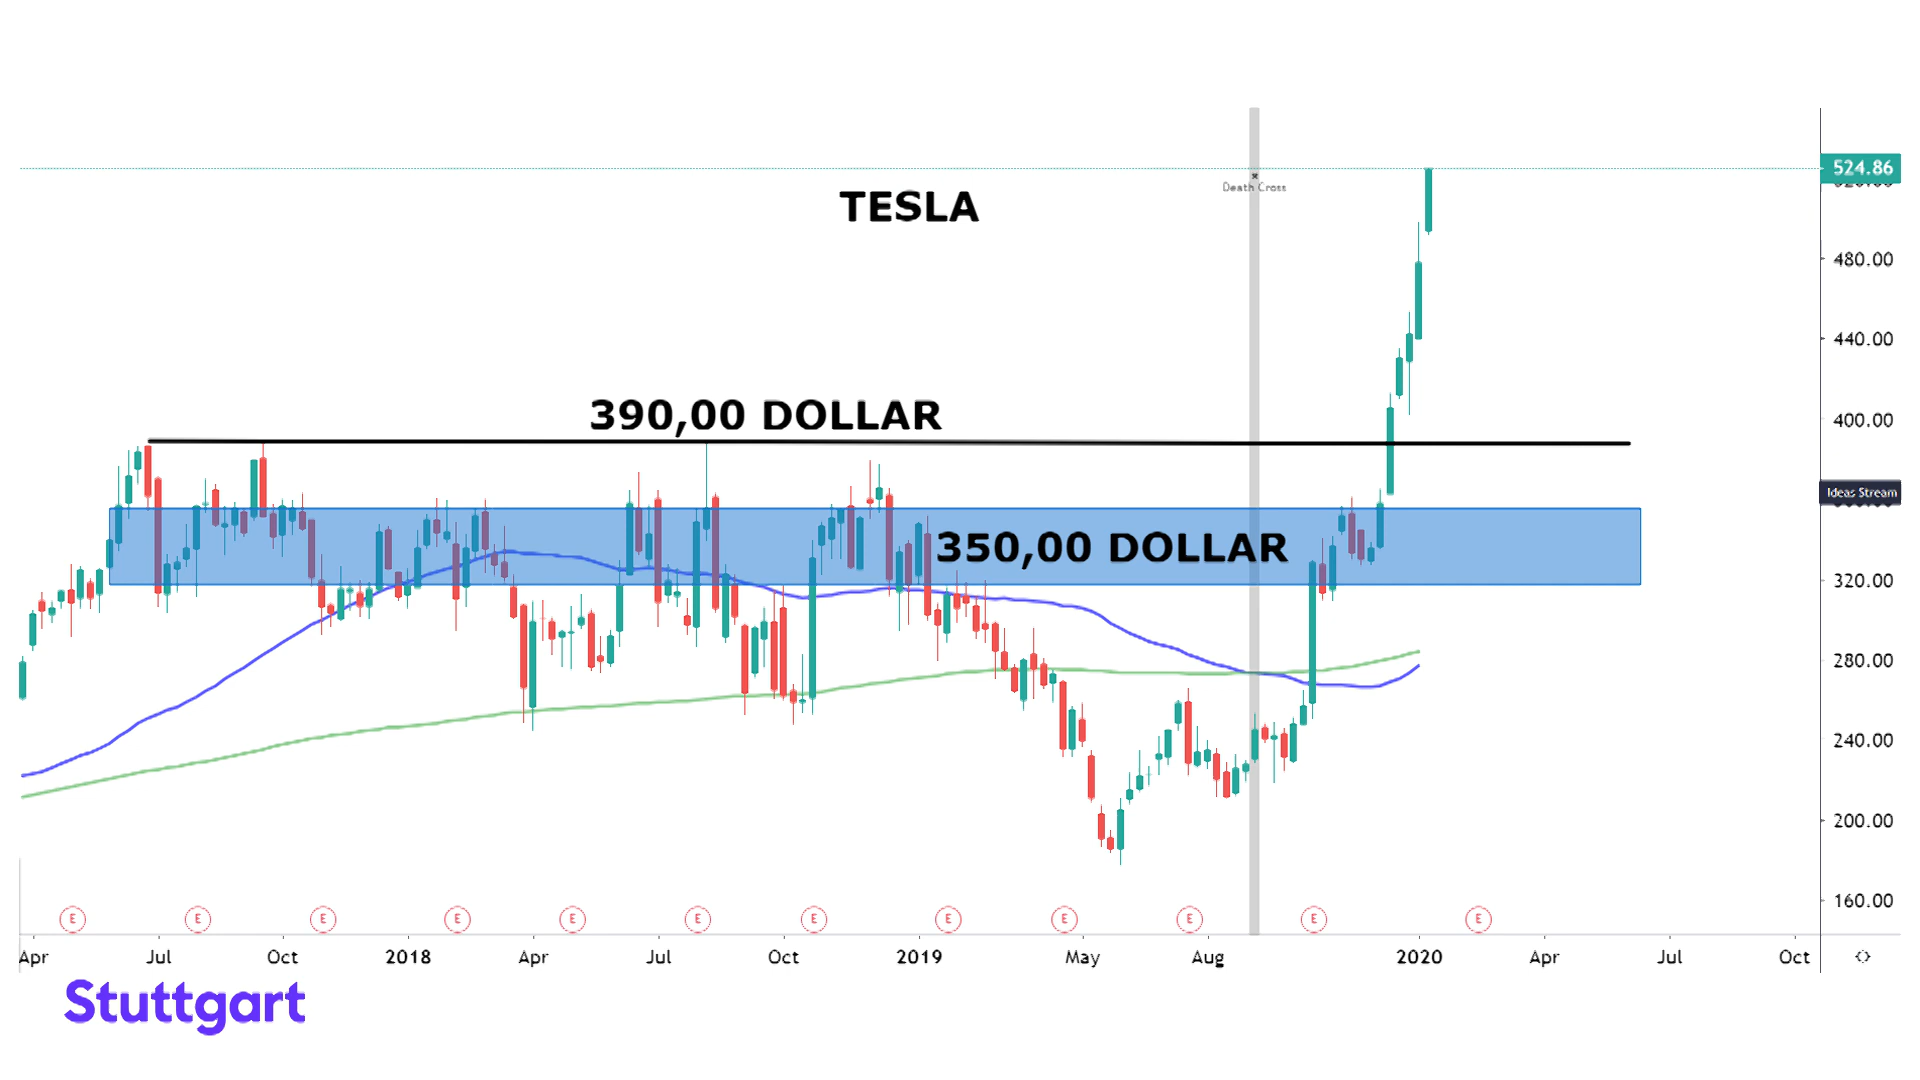 524.86
Death Cross
TESLA
480.00
440.00
390,00 DOLLAR
400.00
Ideas Stream
350,00 DOLLAR
320.00
280.00
240.00
200.00
160.00
E E E E E E E E E E E E
Apr Jul Oct 2018 Apr Jul Oct 2019 May Aug 2020 Apr Jul Oct
Stuttgart